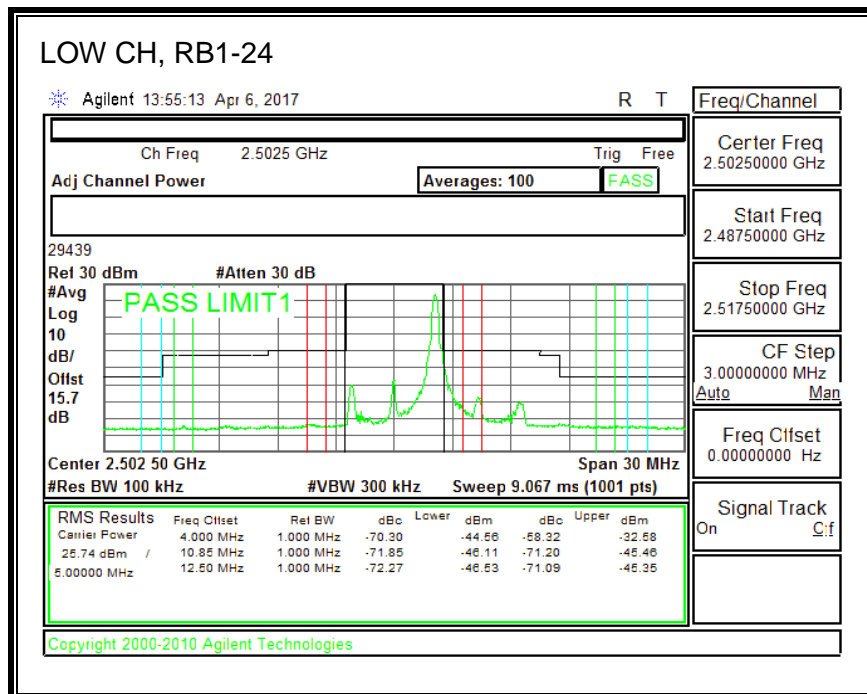 LOW CH, RB1-24
Agilent 13:55:13 Apr 6, 2017 R T
Ch Freq 2.5025 GHz Trig Free
Adj Channel Power Averages: 100 PASS
29439
Ref 30 dBm #Atten 30 dB
#Avg
Log
10
dB/
Offst
15.7
dB
PASS LIMIT1
Center 2.502 50 GHz Span 30 MHz
#Res BW 100 kHz #VBW 300 kHz Sweep 9.067 ms (1001 pts)
RMS Results Freq Offset Ref BW dBc Lower dBm dBc Upper dBm
Carrier Power 4.000 MHz 1.000 MHz -70.30 -44.56 -58.32 -32.58
25.74 dBm / 10.85 MHz 1.000 MHz -71.85 -46.11 -71.20 -45.46
5.00000 MHz 12.50 MHz 1.000 MHz -72.27 -46.53 -71.09 -45.35
Copyright 2000-2010 Agilent Technologies
Freq/Channel
Center Freq
2.50250000 GHz
Start Freq
2.48750000 GHz
Stop Freq
2.51750000 GHz
CF Step
3.00000000 MHz
Auto Man
Freq Offset
0.00000000 Hz
Signal Track
On Off